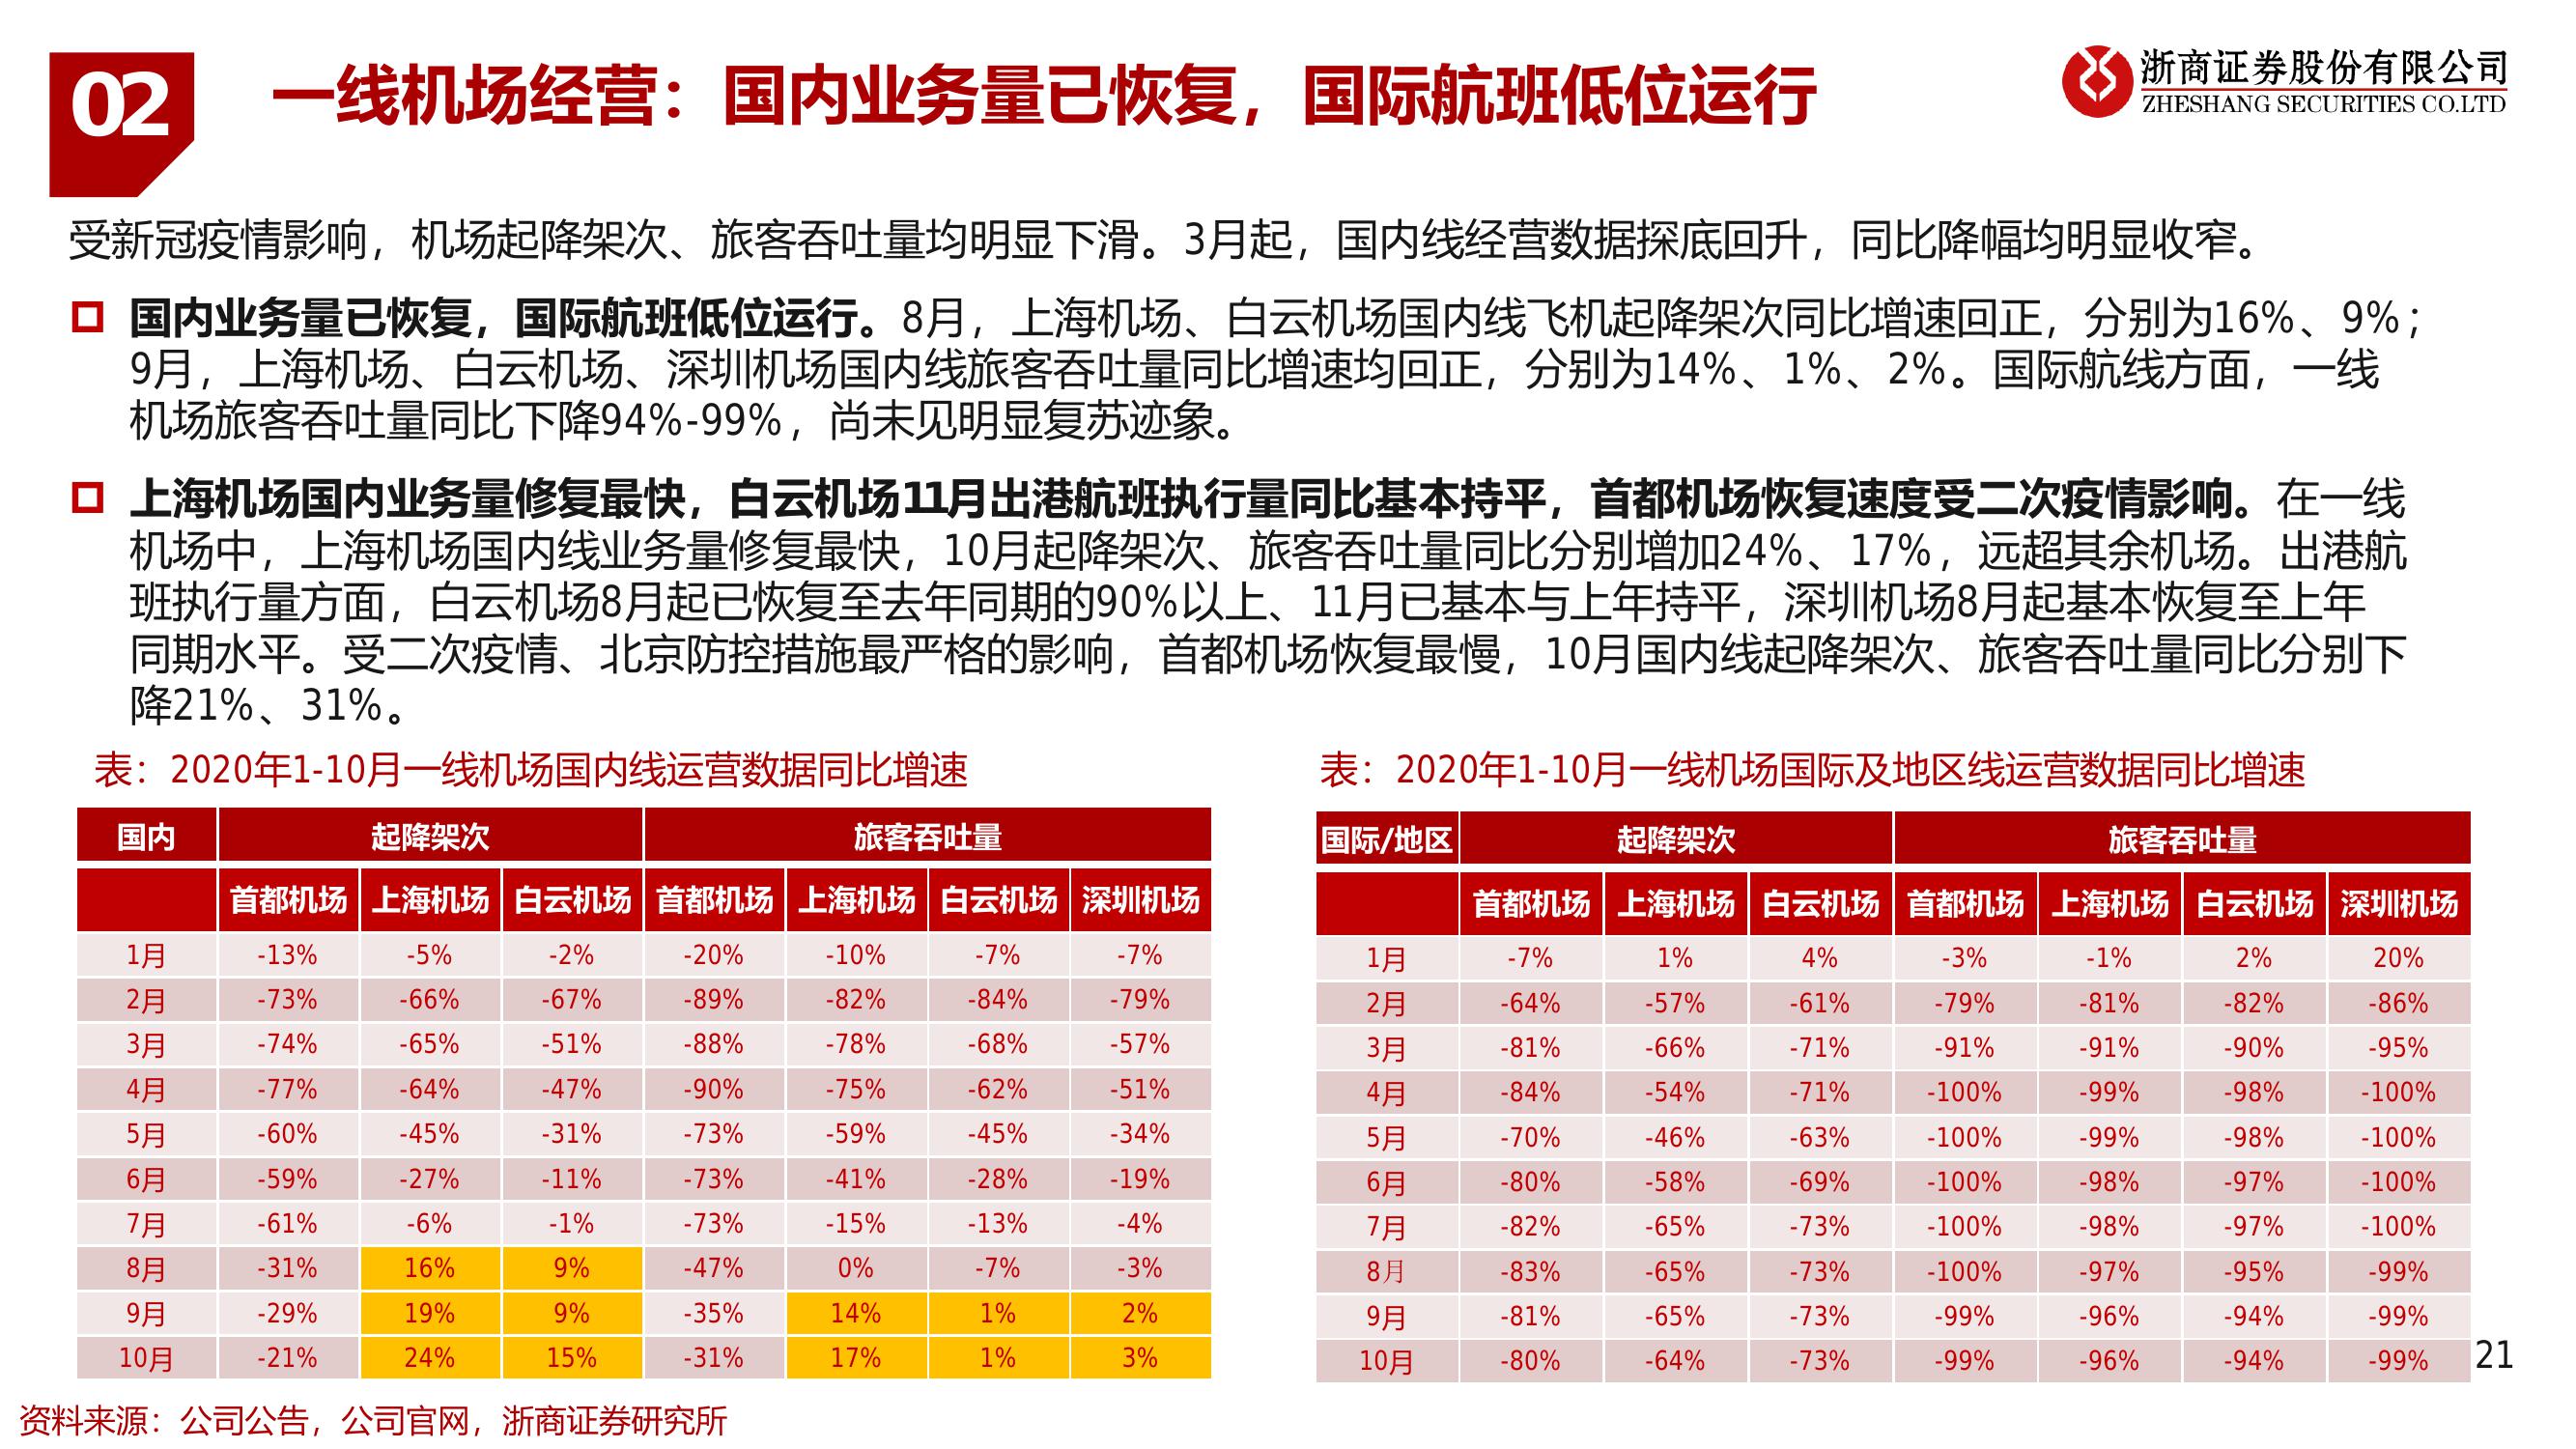 02
一线机场经营：国内业务量已恢复，国际航班低位运行
浙商证券股份有限公司
ZHESHANG SECURITIES CO.LTD
受新冠疫情影响，机场起降架次、旅客吞吐量均明显下滑。3月起，国内线经营数据探底回升，同比降幅均明显收窄。
国内业务量已恢复，国际航班低位运行。8月，上海机场、白云机场国内线飞机起降架次同比增速回正，分别为16%、9%；
9月，上海机场、白云机场、深圳机场国内线旅客吞吐量同比增速均回正，分别为14%、1%、2%。国际航线方面，一线
机场旅客吞吐量同比下降94%-99%，尚未见明显复苏迹象。
上海机场国内业务量修复最快，白云机场11月出港航班执行量同比基本持平，首都机场恢复速度受二次疫情影响。在一线
机场中，上海机场国内线业务量修复最快，10月起降架次、旅客吞吐量同比分别增加24%、17%，远超其余机场。出港航
班执行量方面，白云机场8月起已恢复至去年同期的90%以上、11月已基本与上年持平，深圳机场8月起基本恢复至上年
同期水平。受二次疫情、北京防控措施最严格的影响，首都机场恢复最慢，10月国内线起降架次、旅客吞吐量同比分别下
降21%、31%。
表：2020年1-10月一线机场国内线运营数据同比增速
国内 起降架次 旅客吞吐量
首都机场 上海机场 白云机场 首都机场 上海机场 白云机场 深圳机场
1月 -13% -5% -2% -20% -10% -7% -7%
2月 -73% -66% -67% -89% -82% -84% -79%
3月 -74% -65% -51% -88% -78% -68% -57%
4月 -77% -64% -47% -90% -75% -62% -51%
5月 -60% -45% -31% -73% -59% -45% -34%
6月 -59% -27% -11% -73% -41% -28% -19%
7月 -61% -6% -1% -73% -15% -13% -4%
8月 -31% 16% 9% -47% 0% -7% -3%
9月 -29% 19% 9% -35% 14% 1% 2%
10月 -21% 24% 15% -31% 17% 1% 3%
表：2020年1-10月一线机场国际及地区线运营数据同比增速
国际/地区 起降架次 旅客吞吐量
首都机场 上海机场 白云机场 首都机场 上海机场 白云机场 深圳机场
1月 -7% 1% 4% -3% -1% 2% 20%
2月 -64% -57% -61% -79% -81% -82% -86%
3月 -81% -66% -71% -91% -91% -90% -95%
4月 -84% -54% -71% -100% -99% -98% -100%
5月 -70% -46% -63% -100% -99% -98% -100%
6月 -80% -58% -69% -100% -98% -97% -100%
7月 -82% -65% -73% -100% -98% -97% -100%
8月 -83% -65% -73% -100% -97% -95% -99%
9月 -81% -65% -73% -99% -96% -94% -99%
10月 -80% -64% -73% -99% -96% -94% -99%
21
资料来源：公司公告，公司官网，浙商证券研究所